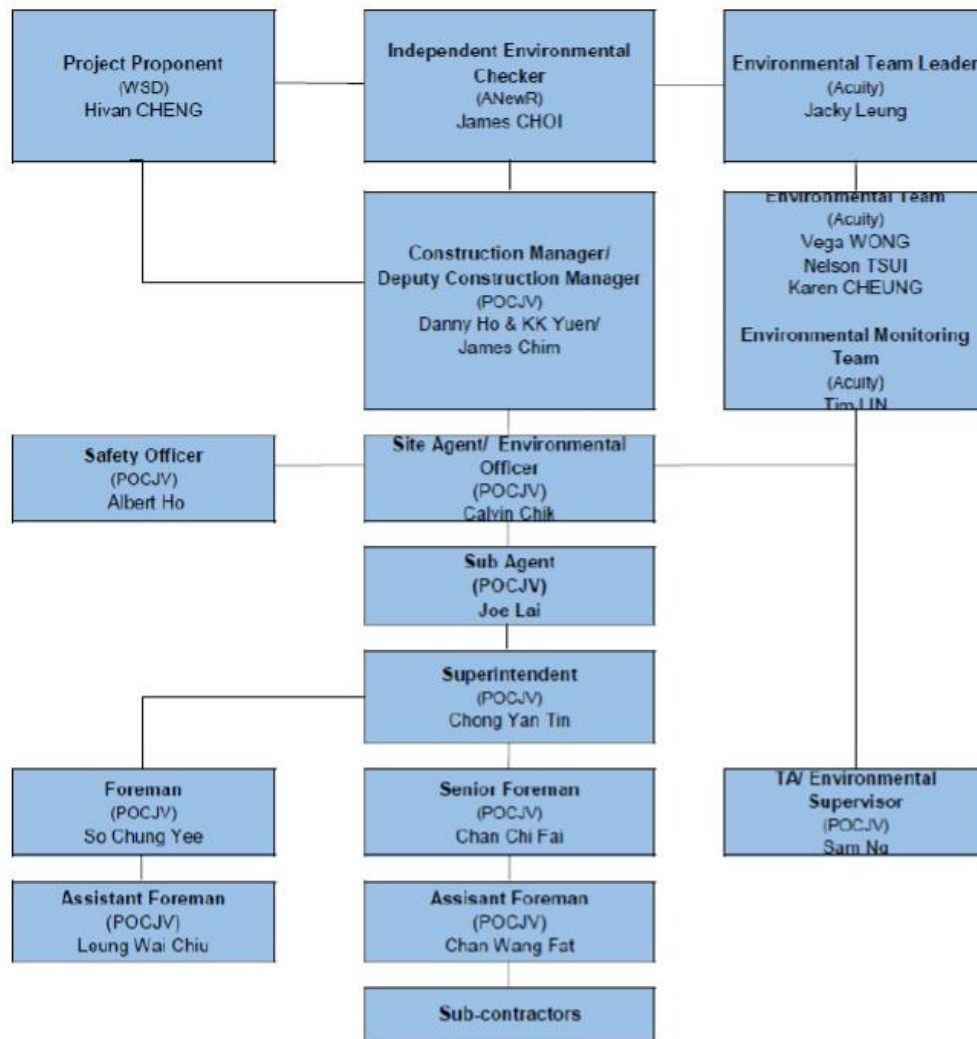 Project Proponent
(WSD)
Hivan CHENG
Independent Environmental
Checker
(ANewR)
James CHOI
Environmental Team Leader
(Acuity)
Jacky Leung
Construction Manager/
Deputy Construction Manager
(POCJV)
Danny Ho & KK Yuen/
James Chim
Environmental Team
(Acuity)
Vega WONG
Nelson TSUI
Karen CHEUNG
Environmental Monitoring
Team
(Acuity)
Tim LIN
Safety Officer
(POCJV)
Albert Ho
Site Agent/ Environmental
Officer
(POCJV)
Calvin Chik
Sub Agent
(POCJV)
Joe Lai
Superintendent
(POCJV)
Chong Yan Tin
Foreman
(POCJV)
So Chung Yee
Senior Foreman
(POCJV)
Chan Chi Fai
TA/ Environmental
Supervisor
(POCJV)
Sam Ng
Assistant Foreman
(POCJV)
Leung Wai Chiu
Assisant Foreman
(POCJV)
Chan Wang Fat
Sub-contractors